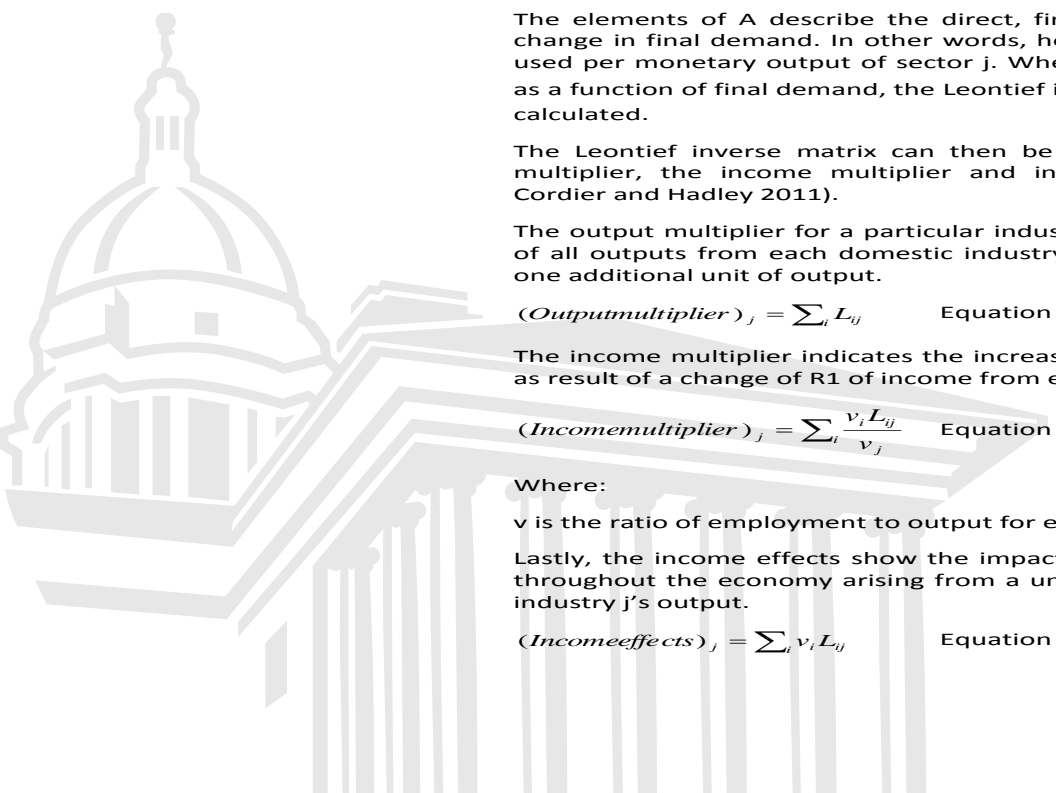 The elements of A describe the direct, fir
change in final demand. In other words, h
used per monetary output of sector j. Whe
as a function of final demand, the Leontief i
calculated.
The Leontief inverse matrix can then be
multiplier, the income multiplier and in
Cordier and Hadley 2011).
The output multiplier for a particular indus
of all outputs from each domestic industry
one additional unit of output.
(Outputmultiplier)_j = ∑_i L_ij Equation
The income multiplier indicates the increas
as result of a change of R1 of income from e
(Incomemultiplier)_j = ∑_i v_i L_ij / v_j Equation
Where:
v is the ratio of employment to output for e
Lastly, the income effects show the impact
throughout the economy arising from a un
industry j's output.
(Incomeeffects)_j = ∑_i v_i L_ij Equation